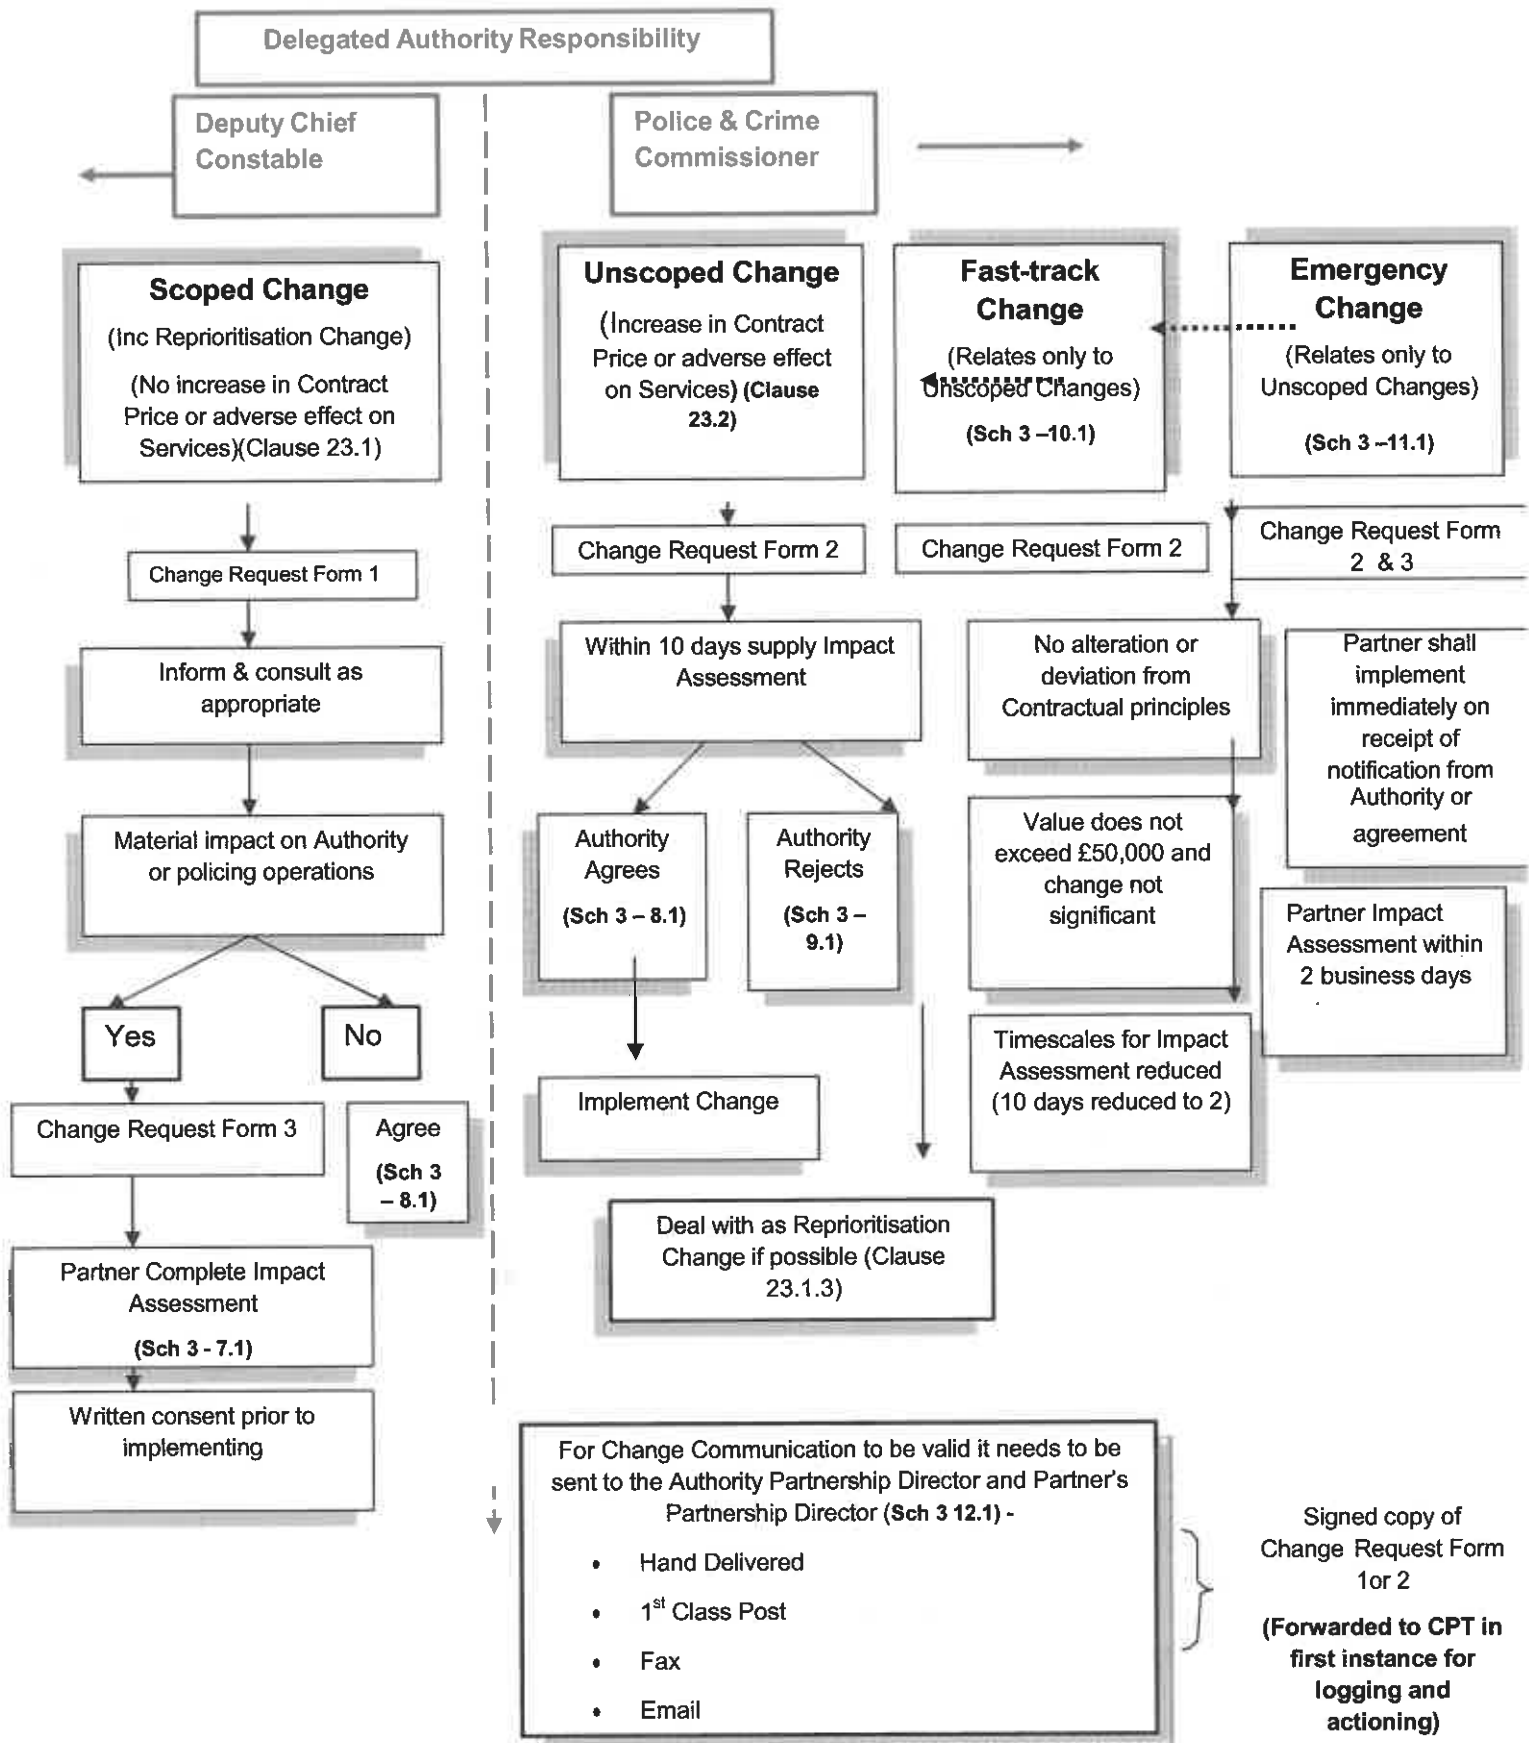 Delegated Authority Responsibility
Deputy Chief
Constable
Police & Crime
Commissioner
Scoped Change
(Inc Reprioritisation Change)
(No increase in Contract
Price or adverse effect on
Services)(Clause 23.1)
Change Request Form 1
Inform & consult as
appropriate
Material impact on Authority
or policing operations
Yes
No
Change Request Form 3
Agree
(Sch 3
– 8.1)
Partner Complete Impact
Assessment
(Sch 3 - 7.1)
Written consent prior to
implementing
Unscoped Change
(Increase in Contract
Price or adverse effect
on Services) (Clause
23.2)
Change Request Form 2
Within 10 days supply Impact
Assessment
Authority
Agrees
(Sch 3 – 8.1)
Authority
Rejects
(Sch 3 –
9.1)
Implement Change
Deal with as Reprioritisation
Change if possible (Clause
23.1.3)
Fast-track
Change
(Relates only to
Unscoped Changes)
(Sch 3 –10.1)
Change Request Form 2
No alteration or
deviation from
Contractual principles
Value does not
exceed £50,000 and
change not
significant
Timescales for Impact
Assessment reduced
(10 days reduced to 2)
Emergency
Change
(Relates only to
Unscoped Changes)
(Sch 3 –11.1)
Change Request Form
2 & 3
Partner shall
implement
immediately on
receipt of
notification from
Authority or
agreement
Partner Impact
Assessment within
2 business days
For Change Communication to be valid it needs to be
sent to the Authority Partnership Director and Partner's
Partnership Director (Sch 3 12.1) -
• Hand Delivered
• 1st Class Post
• Fax
• Email
Signed copy of
Change Request Form
1or 2
(Forwarded to CPT in
first instance for
logging and
actioning)